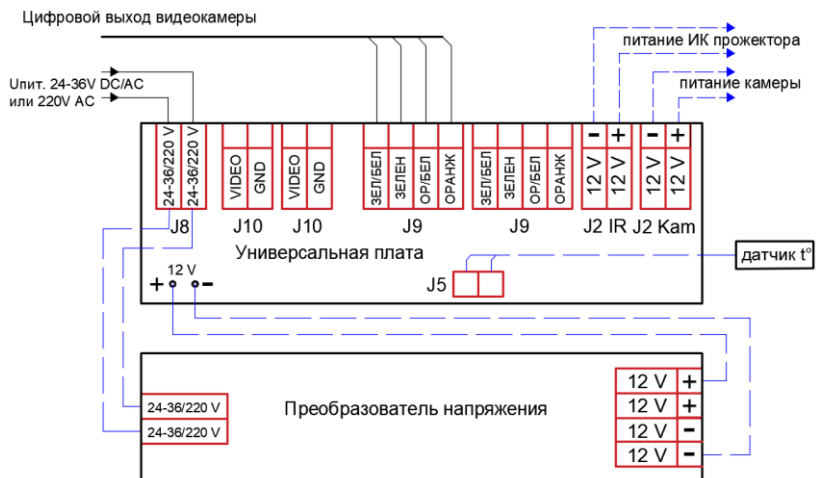 Цифровой выход видеокамеры
питание ИК прожектора
Uпит. 24-36V DC/AC
или 220V AC
питание камеры
24-36/220 V
24-36/220 V
VIDEO
GND
VIDEO
GND
ЗЕЛ/БЕЛ
ЗЕЛЕН
ОР/БЕЛ
ОРАНЖ
ЗЕЛ/БЕЛ
ЗЕЛЕН
ОР/БЕЛ
ОРАНЖ
- +
12 V
12 V
- +
12 V
12 V
J8 J10 J10 J9 J9 J2 IR J2 Kam
Универсальная плата
датчик t°
J5
12 V
+ -
Преобразователь напряжения
24-36/220 V
24-36/220 V
12 V +
12 V +
12 V -
12 V -